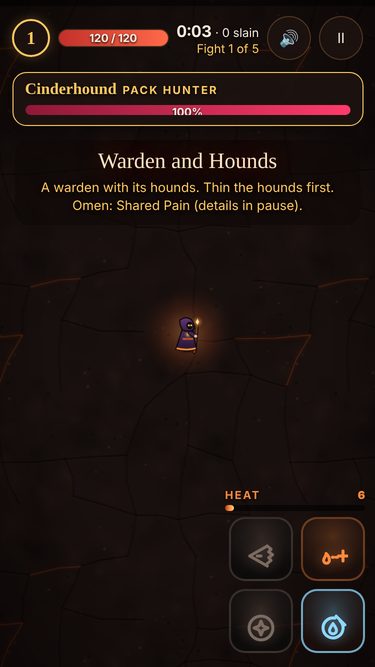 1
120 / 120
0:03 · 0 slain
Fight 1 of 5
Cinderhound PACK HUNTER
100%
Warden and Hounds
A warden with its hounds. Thin the hounds first.
Omen: Shared Pain (details in pause).
HEAT 6